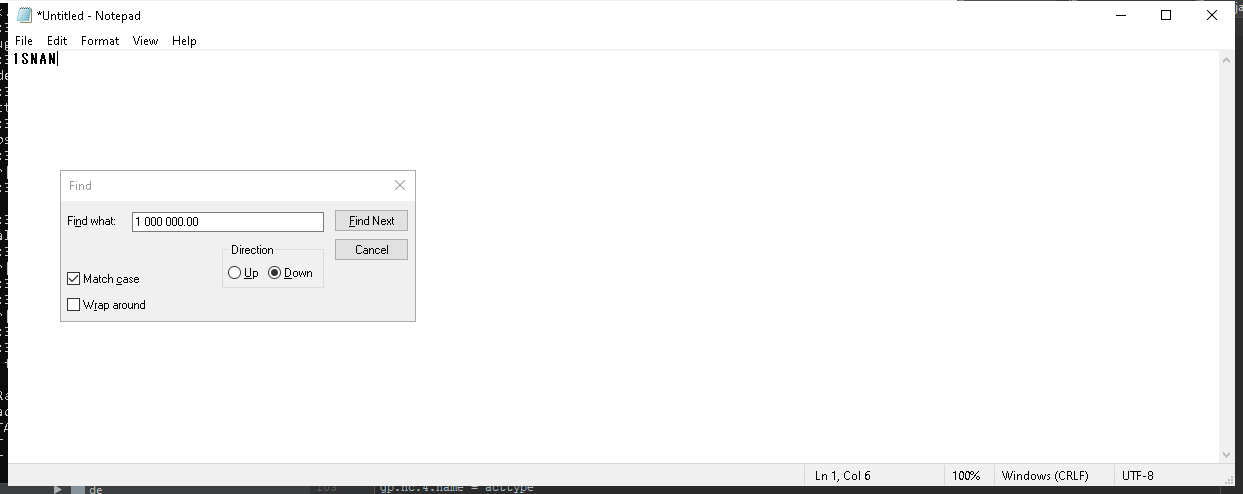 *Untitled - Notepad
File Edit Format View Help
1SNAN
Find
Find what: 1 000 000.00 Find Next
Direction Cancel
Up Down
Match case
Wrap around
Ln 1, Col 6 100% Windows (CRLF) UTF-8
de 103 gp.nc.4.name = acctype